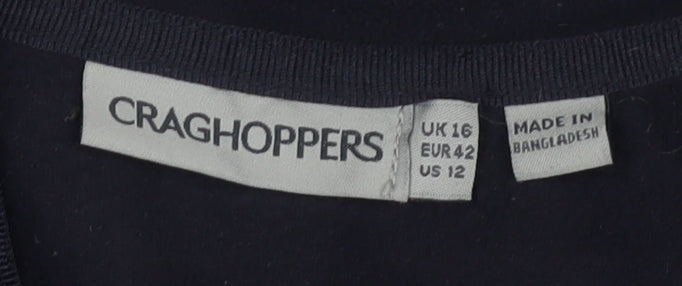 CRAGHOPPERS
UK 16
EUR 42
US 12
MADE IN
BANGLADESH